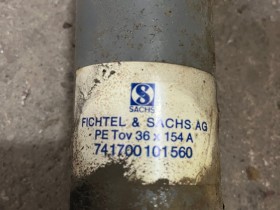 SACHS
FICHTEL & SACHS AG
PE Tov 36 x 154 A
741700101560